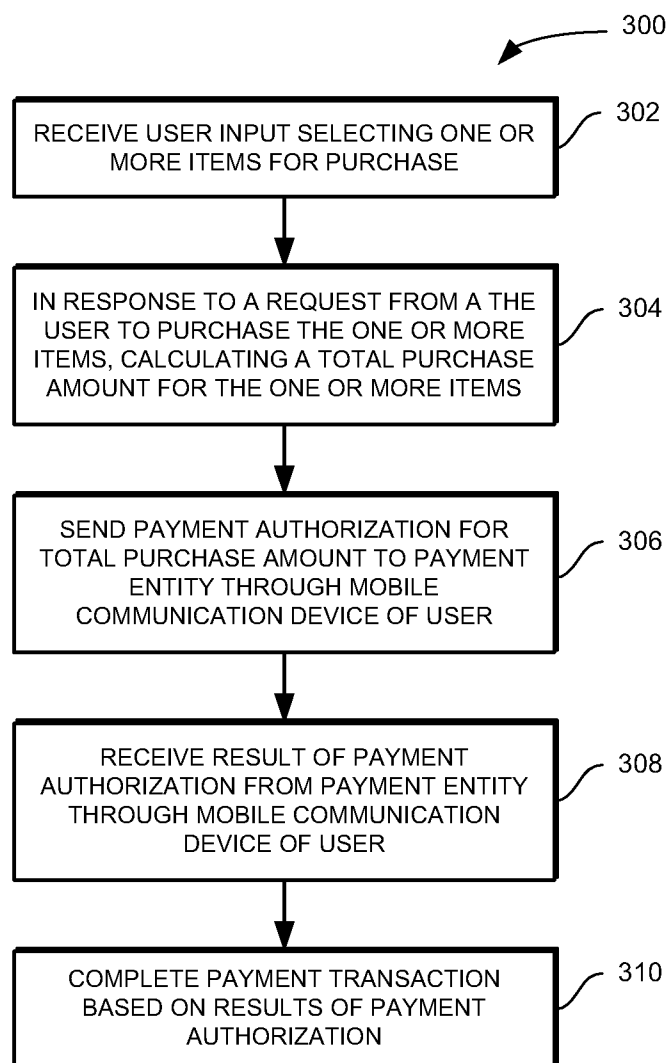 300
RECEIVE USER INPUT SELECTING ONE OR
MORE ITEMS FOR PURCHASE
302
IN RESPONSE TO A REQUEST FROM A THE
USER TO PURCHASE THE ONE OR MORE
ITEMS, CALCULATING A TOTAL PURCHASE
AMOUNT FOR THE ONE OR MORE ITEMS
304
SEND PAYMENT AUTHORIZATION FOR
TOTAL PURCHASE AMOUNT TO PAYMENT
ENTITY THROUGH MOBILE
COMMUNICATION DEVICE OF USER
306
RECEIVE RESULT OF PAYMENT
AUTHORIZATION FROM PAYMENT ENTITY
THROUGH MOBILE COMMUNICATION
DEVICE OF USER
308
COMPLETE PAYMENT TRANSACTION
BASED ON RESULTS OF PAYMENT
AUTHORIZATION
310